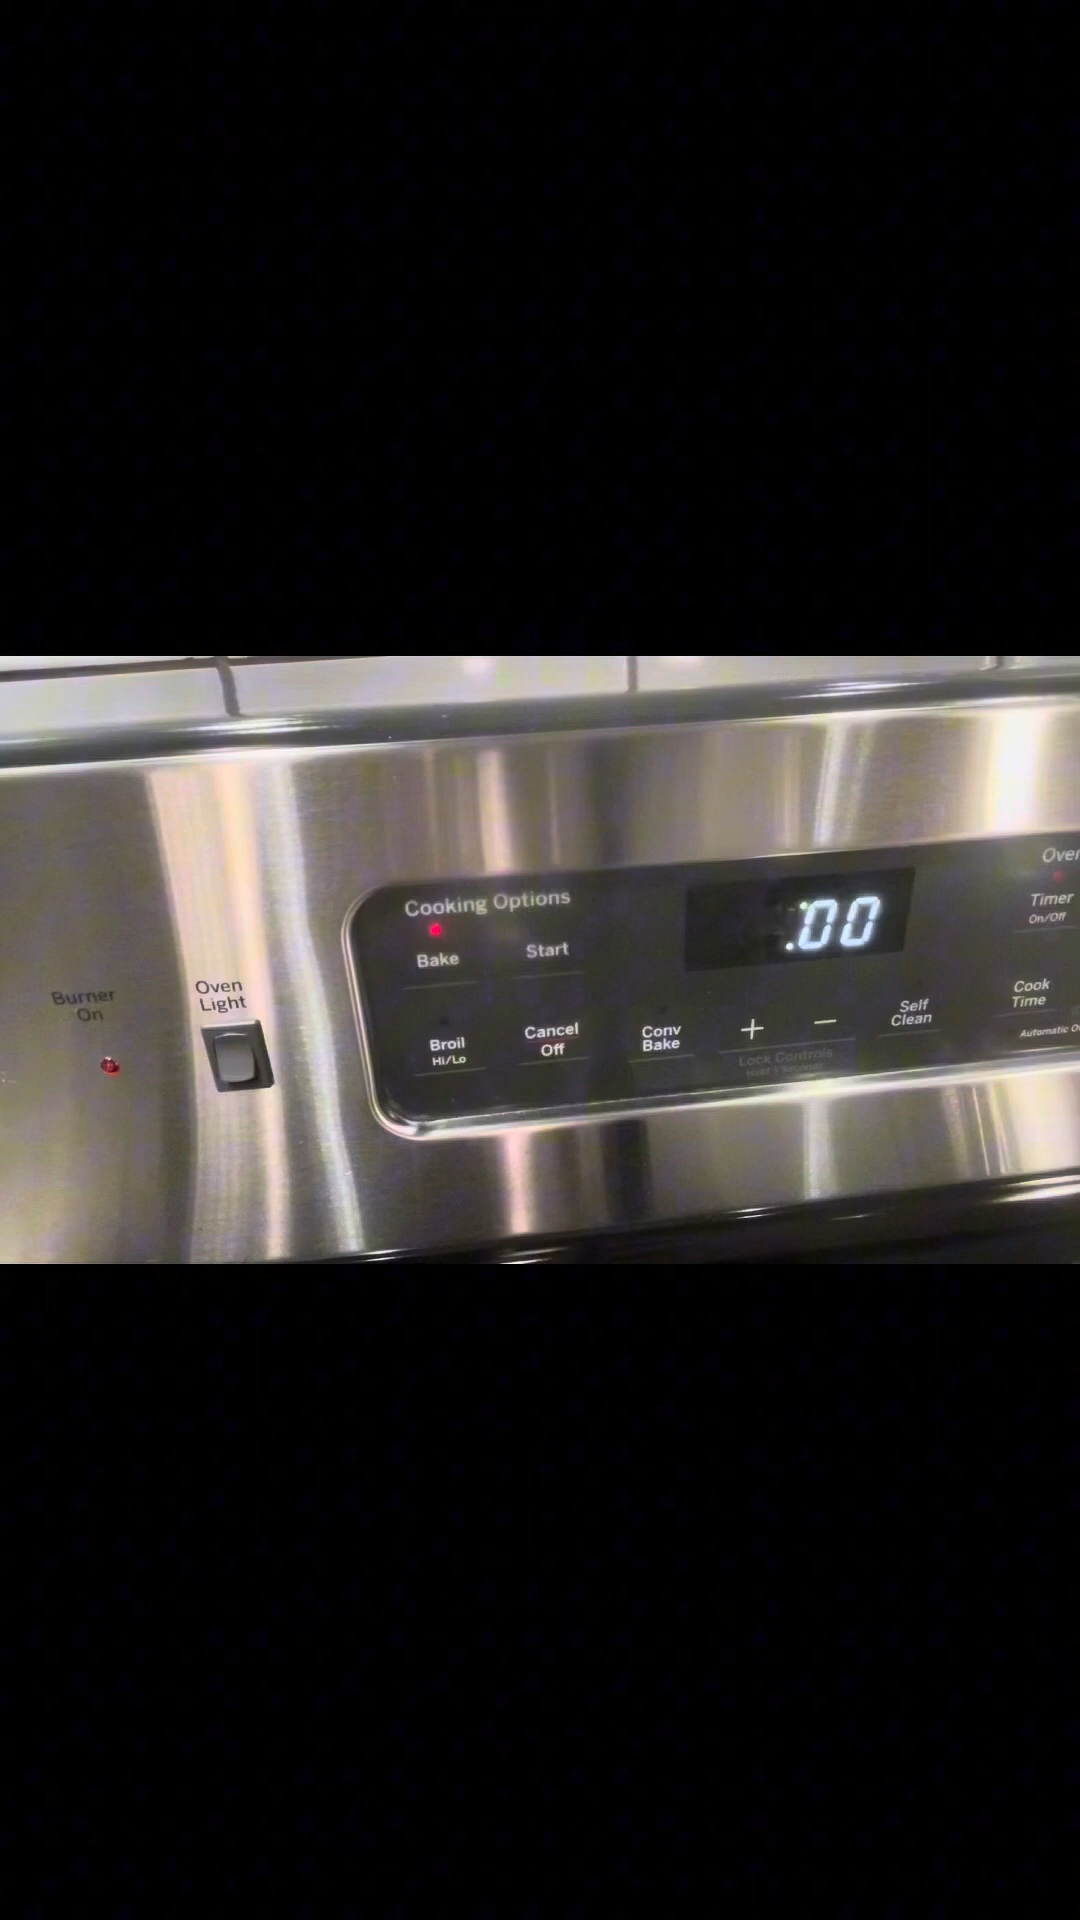 Cooking Options
Bake
Start
:00
Oven
Light
Burner
On
Broil
Hi/Lo
Cancel
Off
Conv
Bake
+
−
Lock Controls
Self
Clean
Timer
On/Off
Cook
Time
Automatic